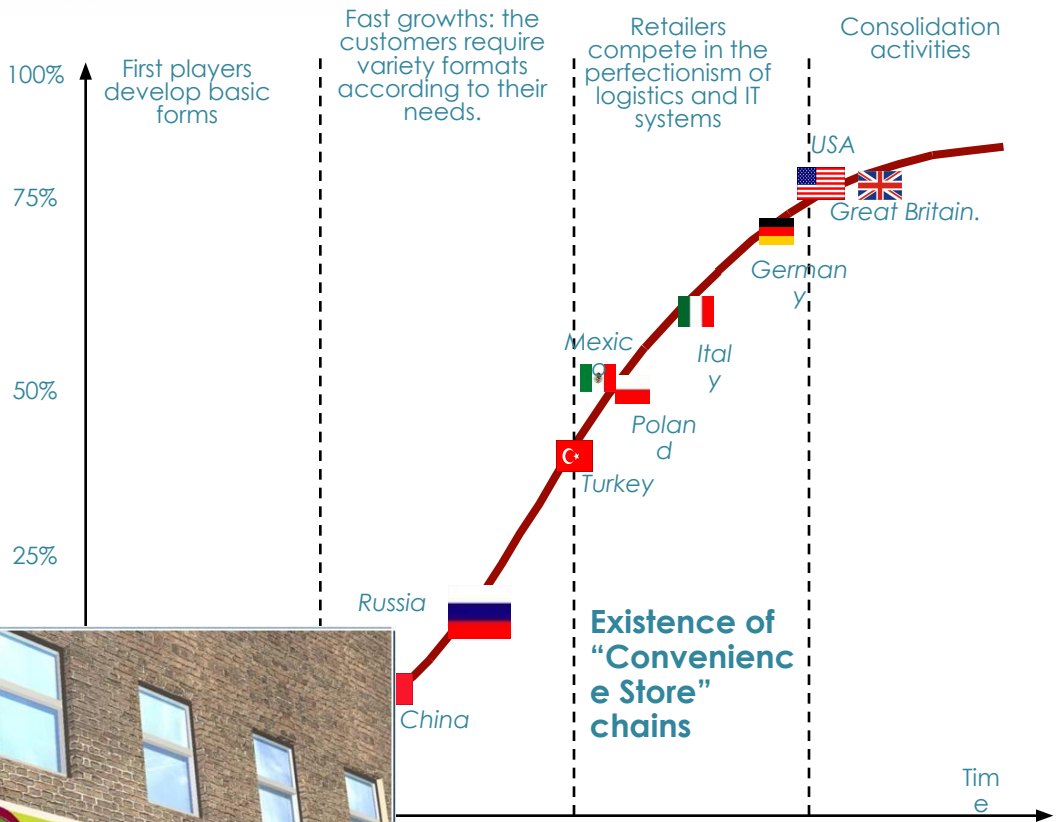 First players
develop basic
forms
Fast growths: the
customers require
variety formats
according to their
needs.
Retailers
compete in the
perfectionism of
logistics and IT
systems
Consolidation
activities
100%
75%
50%
25%
USA
Great Britain.
German
y
Mexic
o
Ital
y
Polan
d
Turkey
Russia
China
Existence of
“Convenienc
e Store”
chains
Tim
e